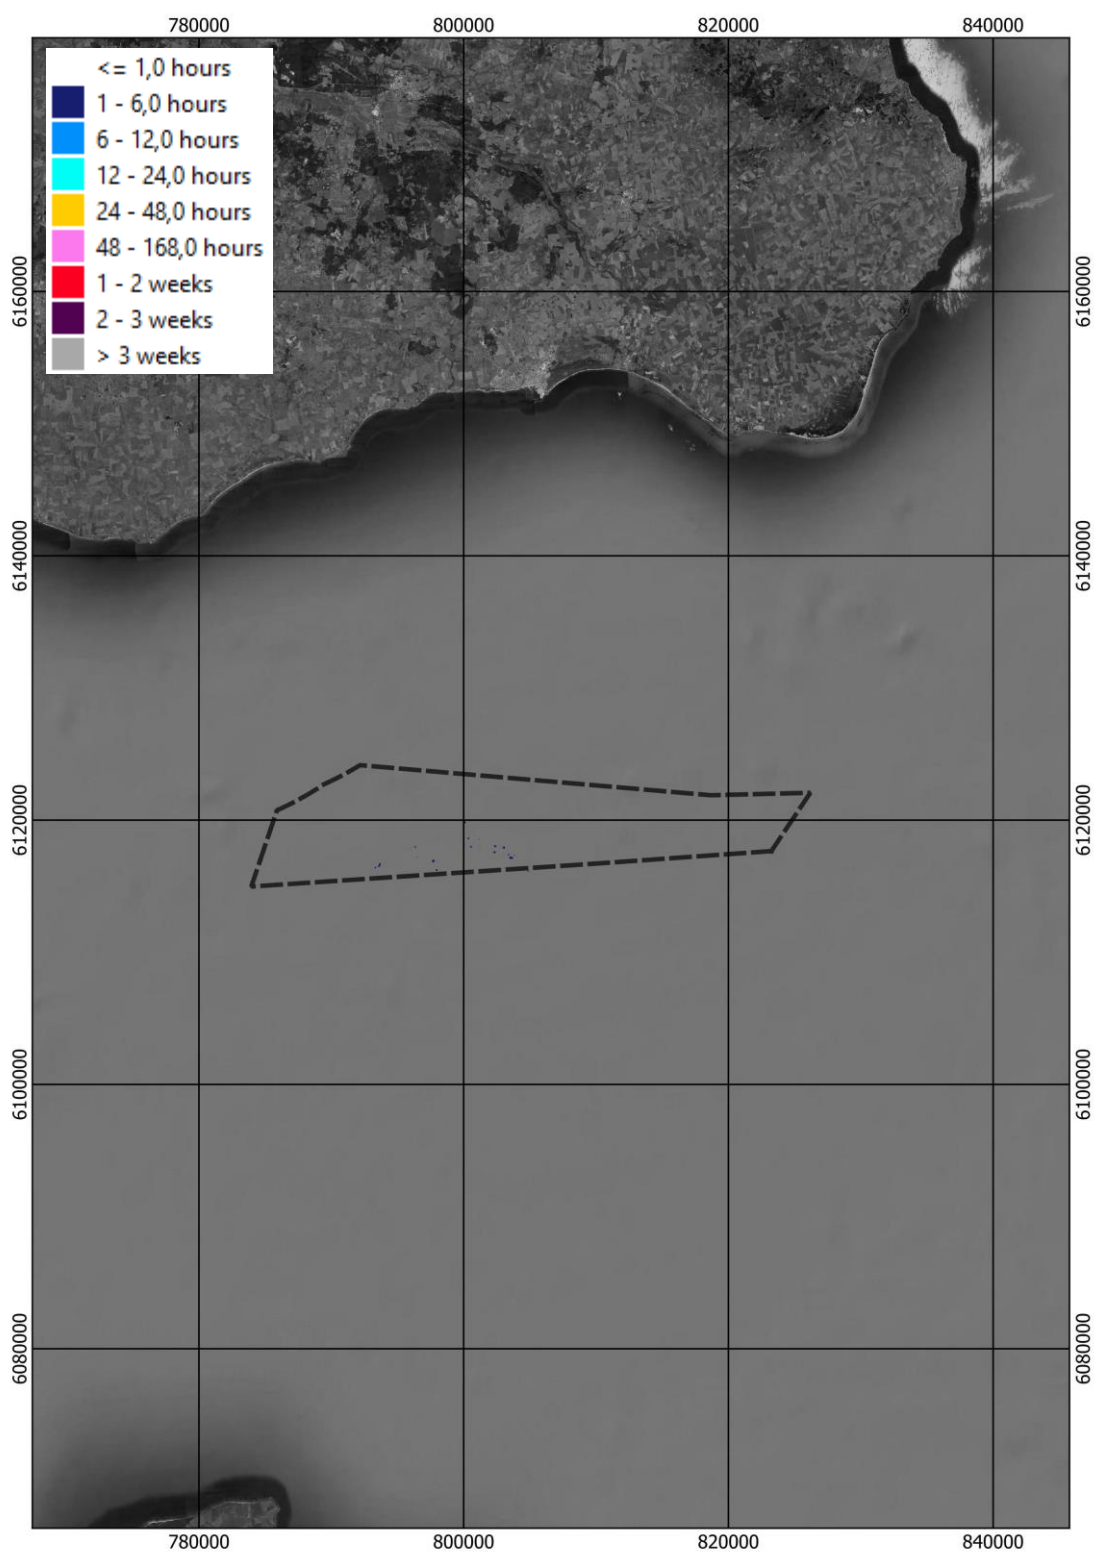 780000 800000 820000 840000
<= 1,0 hours
1 - 6,0 hours
6 - 12,0 hours
12 - 24,0 hours
24 - 48,0 hours
48 - 168,0 hours
1 - 2 weeks
2 - 3 weeks
> 3 weeks
6160000 6160000
6140000 6140000
6120000 6120000
6100000 6100000
6080000 6080000
780000 800000 820000 840000